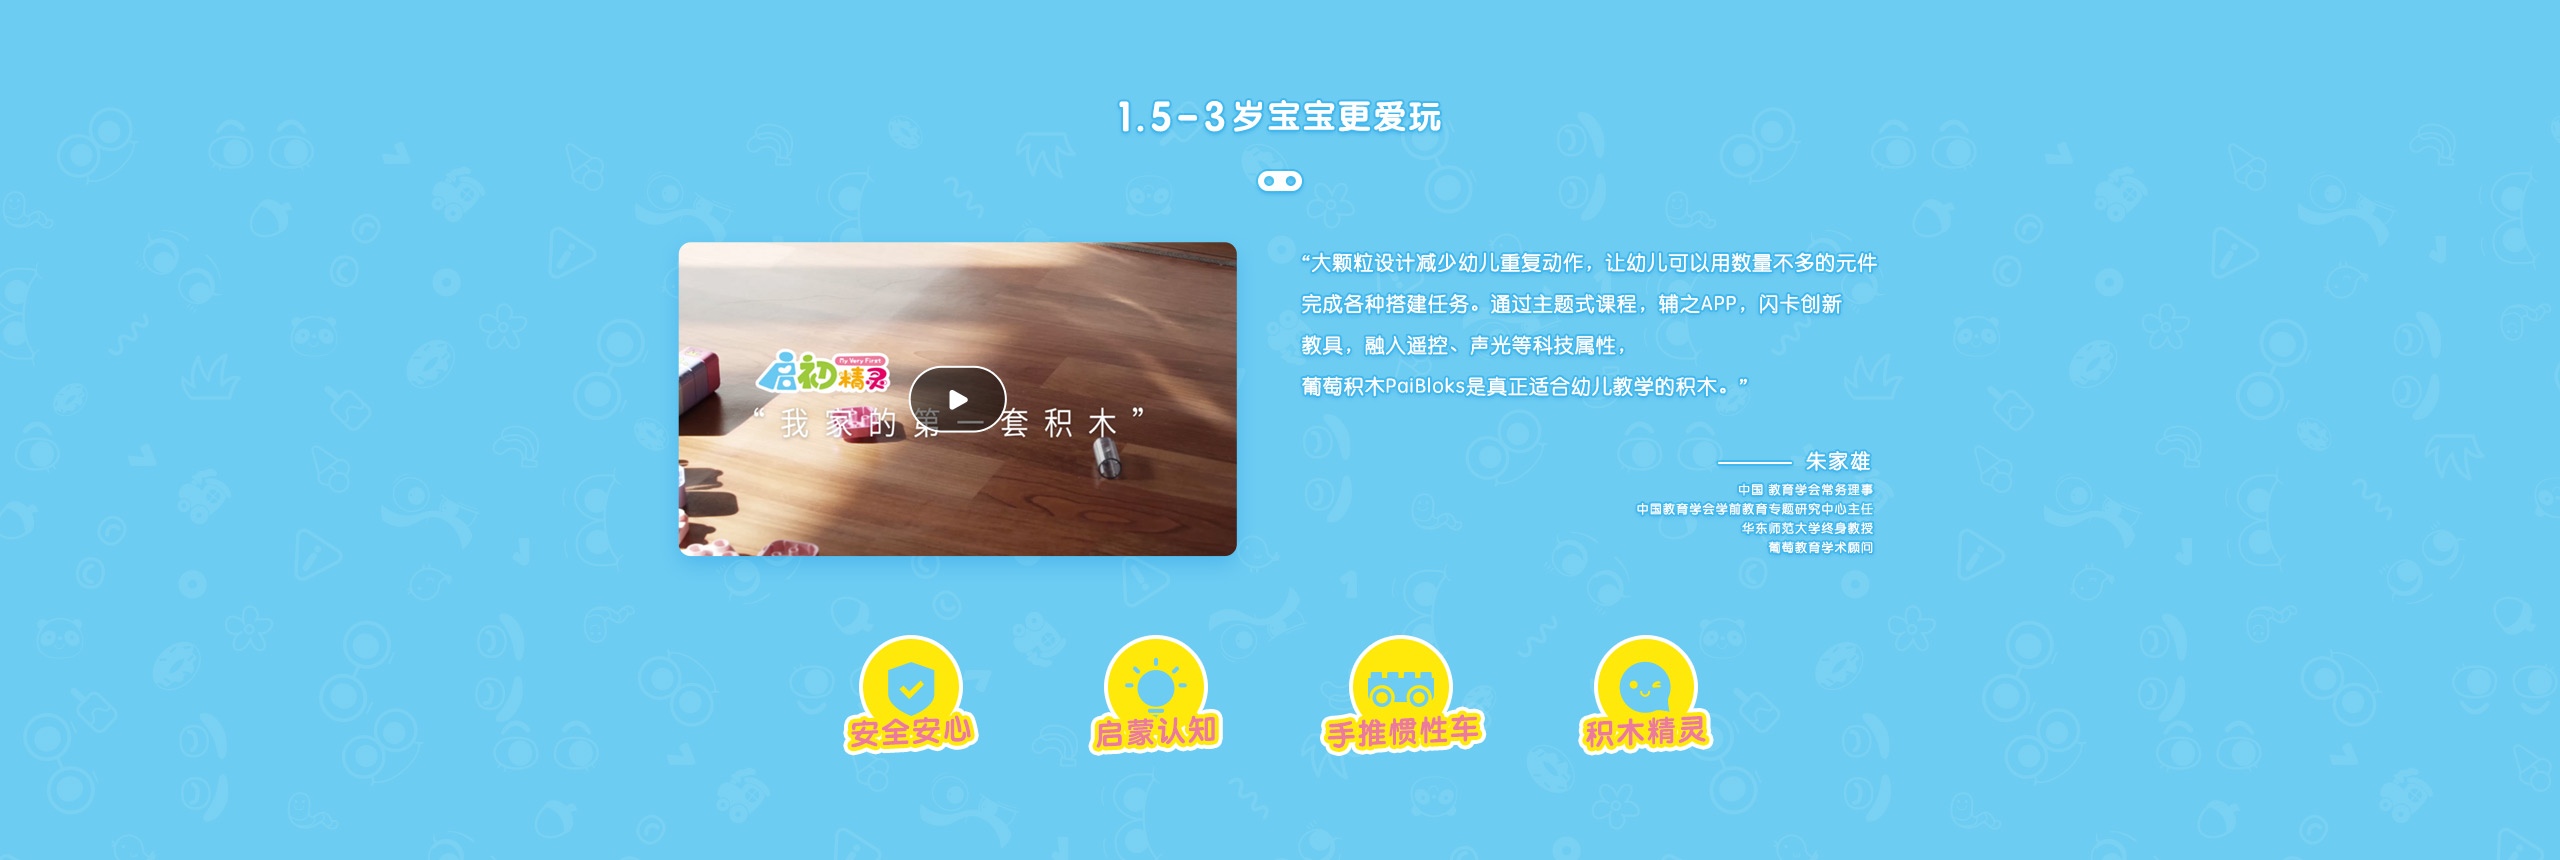 1.5-3岁宝宝更爱玩
启初精灵
My Very First
“我家的第一套积木”
“大颗粒设计减少幼儿重复动作，让幼儿可以用数量不多的元件
完成各种搭建任务。通过主题式课程，辅之APP，闪卡创新
教具，融入遥控、声光等科技属性，
葡萄积木PaiBloks是真正适合幼儿教学的积木。”
—— 朱家雄
中国 教育学会常务理事
中国教育学会学前教育专题研究中心主任
华东师范大学终身教授
葡萄教育学术顾问
安全安心
启蒙认知
手推惯性车
积木精灵